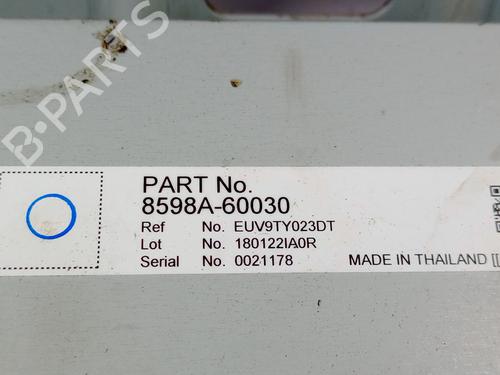 B-PARTS
PART No.
8598A-60030
Ref No. EUV9TY023DT
Lot No. 180122IA0R
Serial No. 0021178 MADE IN THAILAND